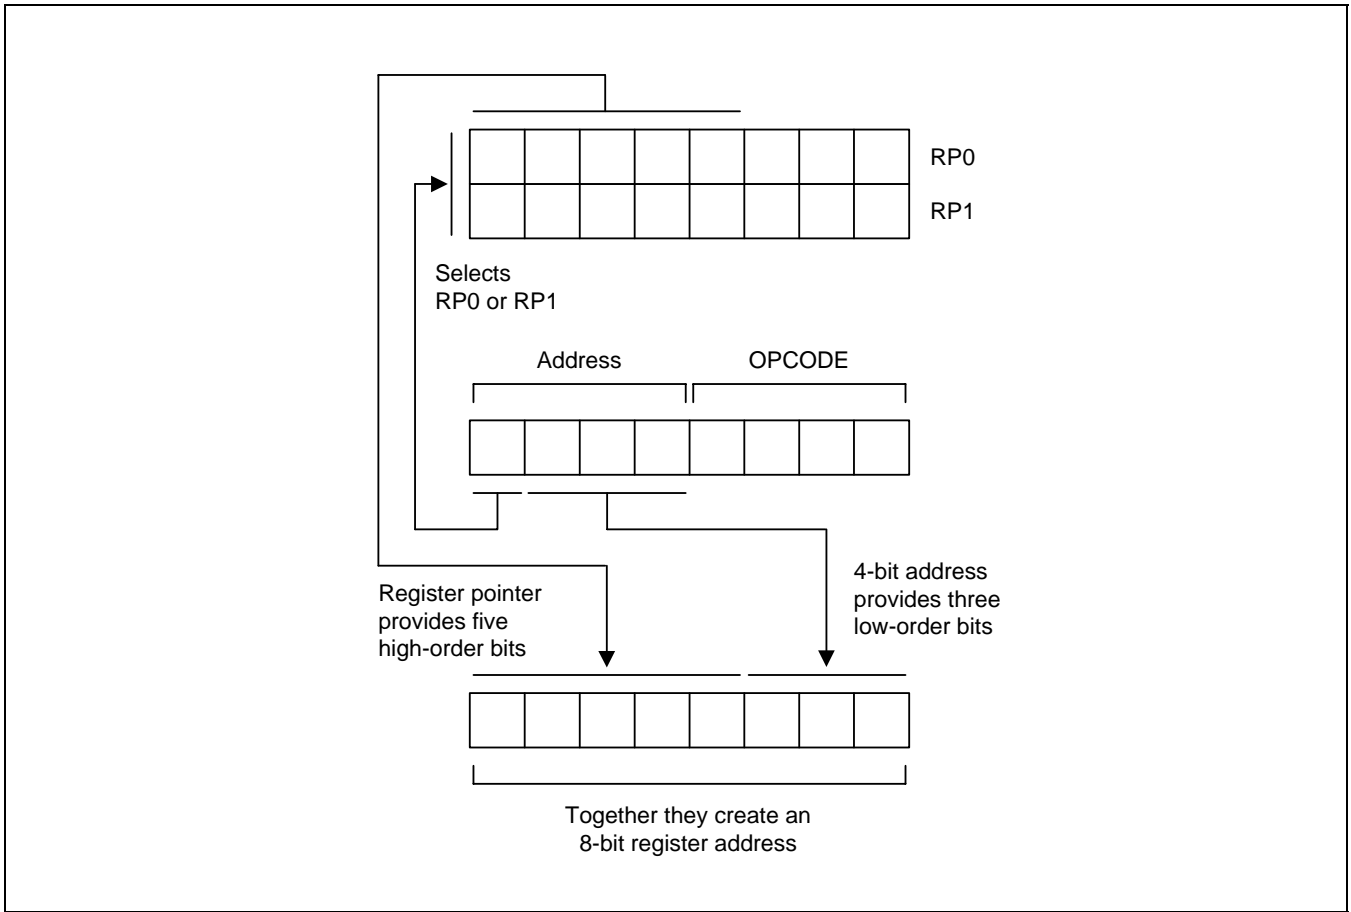 RP0
RP1
Selects
RP0 or RP1
Address
OPCODE
Register pointer
provides five
high-order bits
4-bit address
provides three
low-order bits
Together they create an
8-bit register address